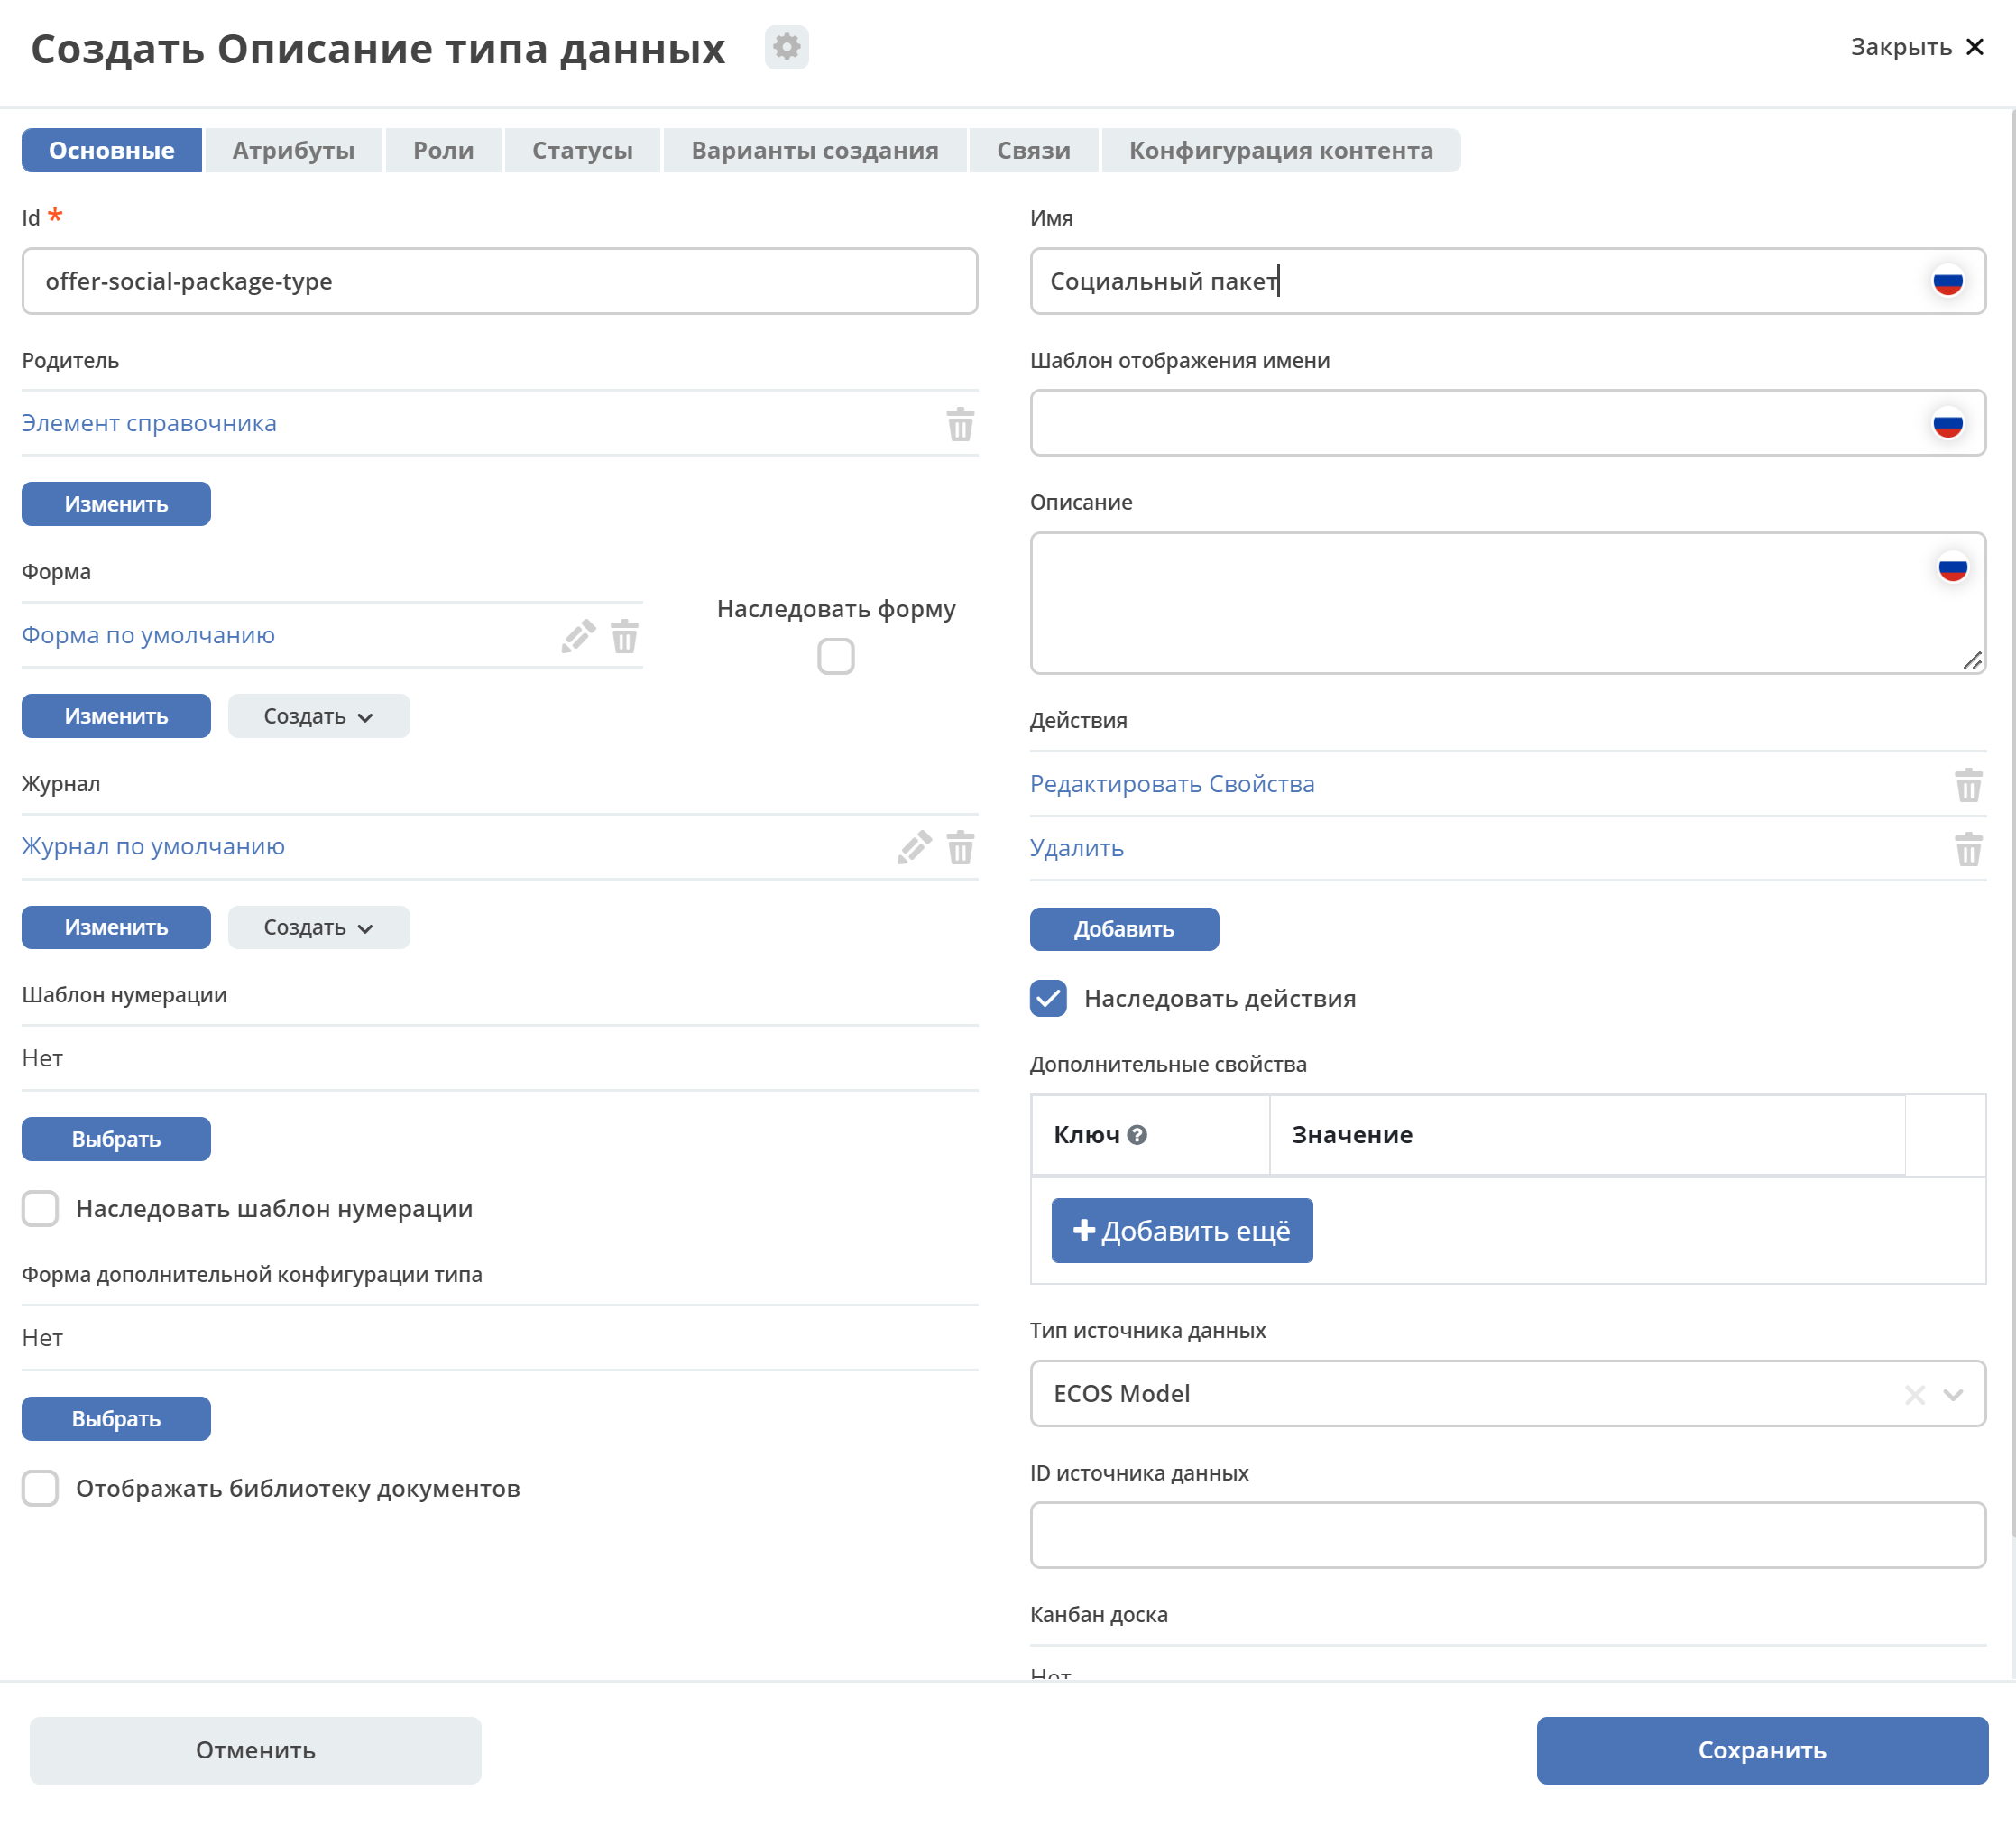 Создать Описание типа данных
Закрыть
Основные Атрибуты Роли Статусы Варианты создания Связи Конфигурация контента
Id *
offer-social-package-type
Родитель
Элемент справочника
Изменить
Форма
Форма по умолчанию
Наследовать форму
Изменить Создать
Журнал
Журнал по умолчанию
Изменить Создать
Шаблон нумерации
Нет
Выбрать
Наследовать шаблон нумерации
Форма дополнительной конфигурации типа
Нет
Выбрать
Отображать библиотеку документов
Имя
Социальный пакет
Шаблон отображения имени
Описание
Действия
Редактировать Свойства
Удалить
Добавить
Наследовать действия
Дополнительные свойства
Ключ ? Значение
+ Добавить ещё
Тип источника данных
ECOS Model
ID источника данных
Канбан доска
Нет
Отменить
Сохранить